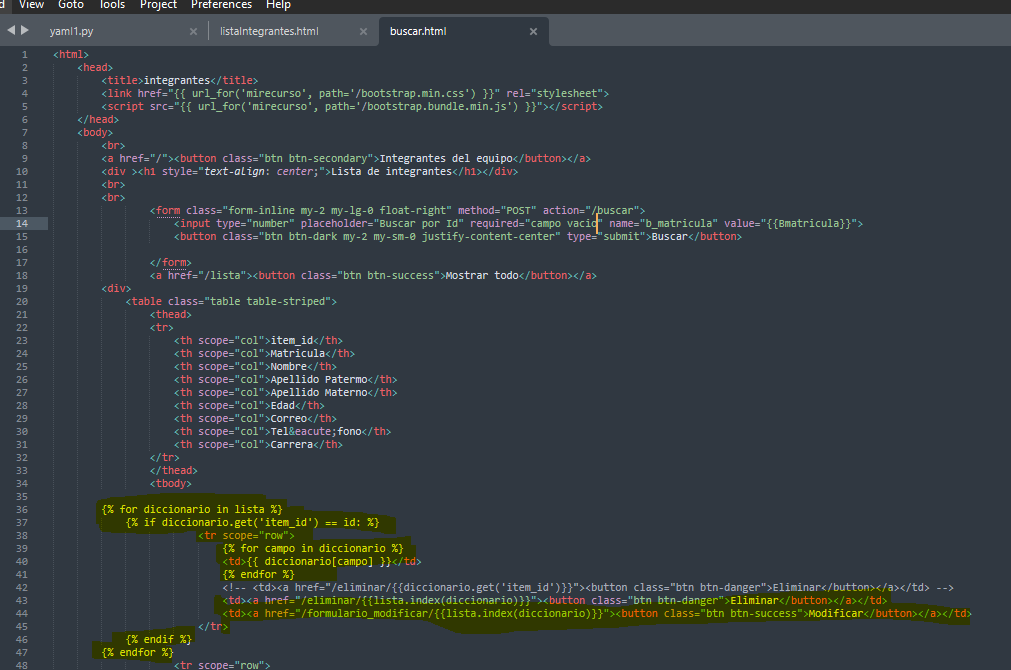 d View Goto Tools Project Preferences Help
yaml1.py × listaIntegrantes.html × buscar.html ×
1 <html>
2 <head>
3 <title>integrantes</title>
4 <link href="{{ url_for('mirecurso', path='/bootstrap.min.css') }}" rel="stylesheet">
5 <script src="{{ url_for('mirecurso', path='/bootstrap.bundle.min.js') }}"></script>
6 </head>
7 <body>
8 <br>
9 <a href="/"><button class="btn btn-secondary">Integrantes del equipo</button></a>
10 <div ><h1 style="text-align: center;">Lista de integrantes</h1></div>
11 <br>
12 <br>
13 <form class="form-inline my-2 my-lg-0 float-right" method="POST" action="/buscar">
14 <input type="number" placeholder="Buscar por Id" required="campo vacio" name="b_matricula" value="{{Bmatricula}}">
15 <button class="btn btn-dark my-2 my-sm-0 justify-content-center" type="submit">Buscar</button>
16
17 </form>
18 <a href="/lista"><button class="btn btn-success">Mostrar todo</button></a>
19 <div>
20 <table class="table table-striped">
21 <thead>
22 <tr>
23 <th scope="col">item_id</th>
24 <th scope="col">Matricula</th>
25 <th scope="col">Nombre</th>
26 <th scope="col">Apellido Patermo</th>
27 <th scope="col">Apellido Materno</th>
28 <th scope="col">Edad</th>
29 <th scope="col">Correo</th>
30 <th scope="col">Tel&eacute;fono</th>
31 <th scope="col">Carrera</th>
32 </tr>
33 </thead>
34 <tbody>
35
36 {% for diccionario in lista %}
37 {% if diccionario.get('item_id') == id: %}
38 <tr scope="row">
39 {% for campo in diccionario %}
40 <td>{{ diccionario[campo] }}</td>
41 {% endfor %}
42 <!-- <td><a href="/eliminar/{{diccionario.get('item_id')}}"><button class="btn btn-danger">Eliminar</button></a></td> -->
43 <td><a href="/eliminar/{{lista.index(diccionario)}}"><button class="btn btn-danger">Eliminar</button></a></td>
44 <td><a href="/formulario_modificar/{{lista.index(diccionario)}}"><button class="btn btn-success">Modificar</button></a></td>
45 </tr>
46 {% endif %}
47 {% endfor %}
48 <tr scope="row">